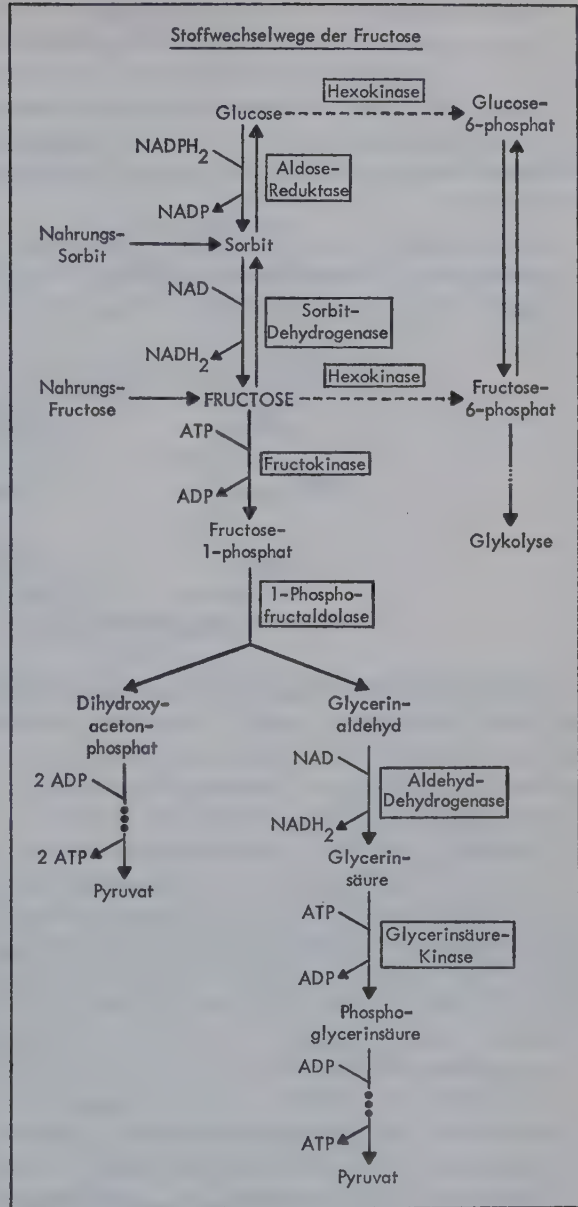 Stoffwechselwege der Fructose
Hexokinase
Glucose
Glucose-
6-phosphat
NADPH2
Aldose-
Reduktase
NADP
Nahrungs-
Sorbit
Sorbit
NAD
Sorbit-
Dehydrogenase
NADH2
Nahrungs-
Fructose
FRUCTOSE
Hexokinase
Fructose-
6-phosphat
ATP
Fructokinase
ADP
Fructose-
1-phosphat
Glykolyse
1-Phospho-
fructaldolase
Dihydroxy-
aceton-
phosphat
Glycerin-
aldehyd
2 ADP
2 ATP
Pyruvat
NAD
Aldehyd-
Dehydrogenase
NADH2
Glycerin-
säure
ATP
Glycerinsäure-
Kinase
ADP
Phospho-
glycerinsäure
ADP
ATP
Pyruvat